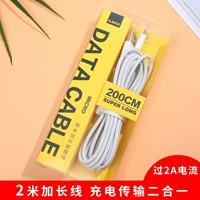 DATA CABLE
MICRO
200CM
SUPER LONG
过2A电流
2米加长线 充电传输二合一